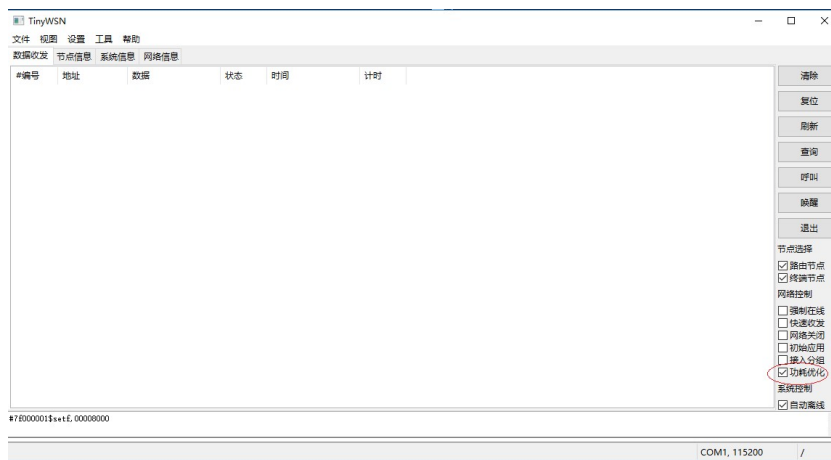 TinyWSN
文件 视图 设置 工具 帮助
数据收发 节点信息 系统信息 网络信息
#编号 地址 数据 状态 时间 计时
清除
复位
刷新
查询
呼叫
唤醒
退出
节点选择
路由节点
终端节点
网络控制
强制在线
快速收发
网络关闭
初始应用
接入分组
功耗优化
系统控制
自动离线
#7f000001$setf,00008000
COM1, 115200 /